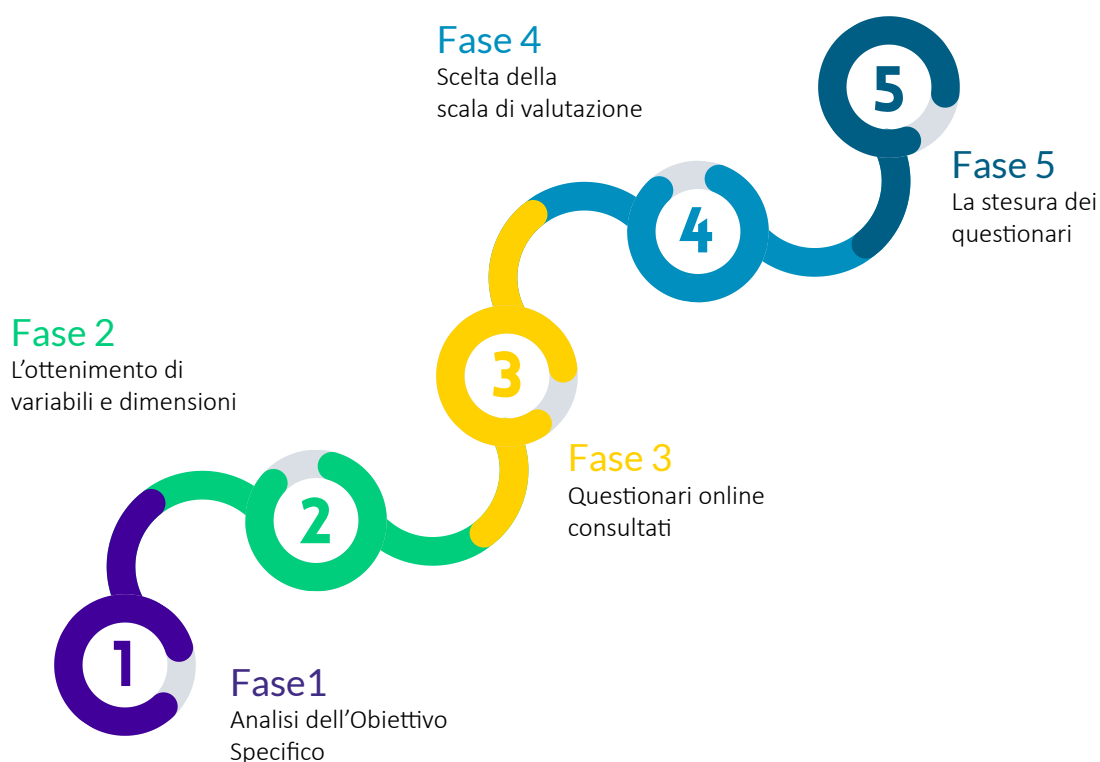 Fase 4
Scelta della
scala di valutazione
5
Fase 5
La stesura dei
questionari
4
Fase 2
L'ottenimento di
variabili e dimensioni
3
Fase 3
Questionari online
consultati
2
1
Fase1
Analisi dell'Obiettivo
Specifico